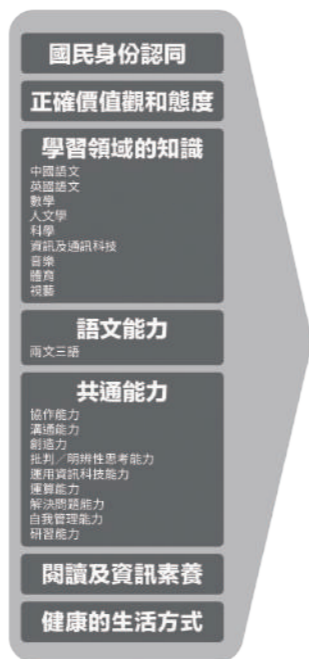 國民身份認同
正確價值觀和態度
學習領域的知識
中國語文
英國語文
數學
人文學
科學
資訊及通訊科技
音樂
體育
視藝
語文能力
兩文三語
共通能力
協作能力
溝通能力
創造力
批判／明辨性思考能力
運用資訊科技能力
運算能力
解決問題能力
自我管理能力
研習能力
閱讀及資訊素養
健康的生活方式